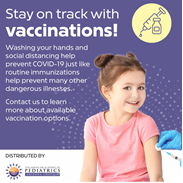 Stay on track with
vaccinations!
Washing your hands and
social distancing help
prevent COVID-19 just like
routine immunizations
help prevent many other
dangerous illnesses.
Contact us to learn
more about available
vaccination options.
DISTRIBUTED BY
PEDIATRICS